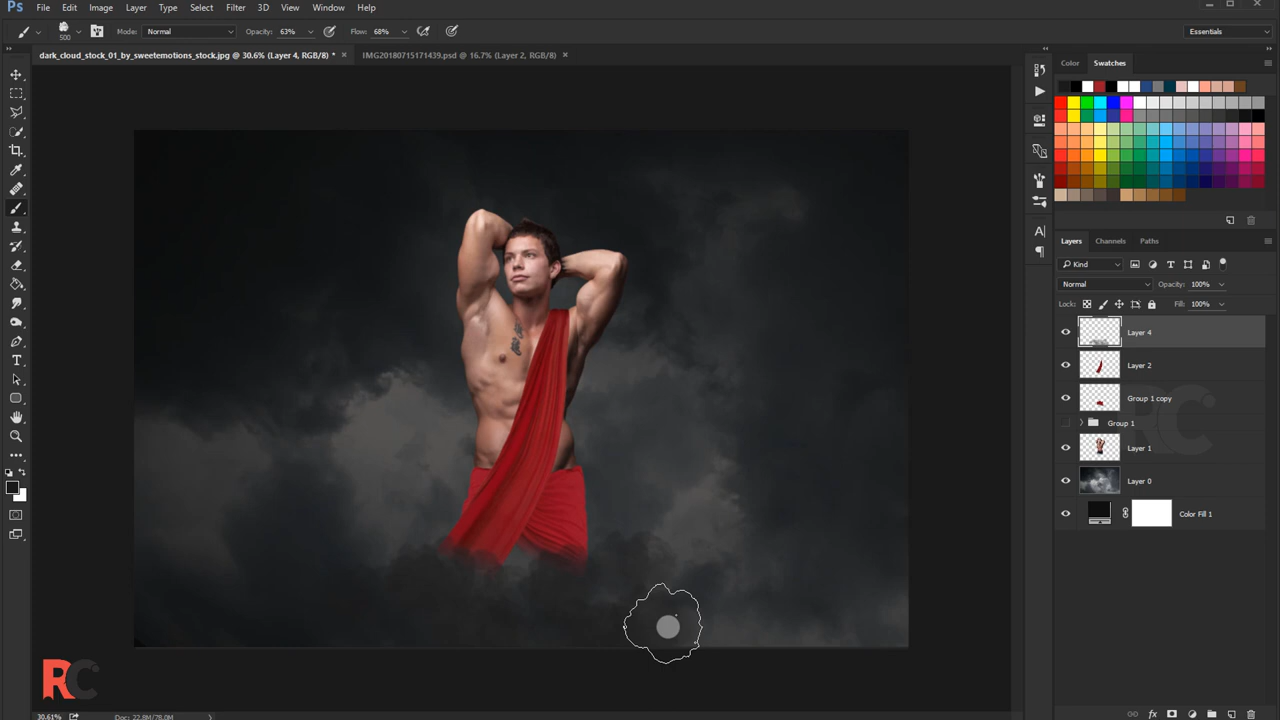 Ps File Edit Image Layer Type Select Filter 3D View Window Help
500 Mode: Normal Opacity: 63% Flow: 68% Essentials
dark_cloud_stock_01_by_sweetemotions_stock.jpg @ 30.6% (Layer 4, RGB/8) * × IMG20180715171439.psd @ 16.7% (Layer 2, RGB/8) ×
Color Swatches
Layers Channels Paths
Kind
Normal Opacity: 100%
Lock: Fill: 100%
Layer 4
Layer 2
Group 1 copy
Group 1
Layer 1
Layer 0
Color Fill 1
RC
RC
30.61% Doc: 22.8M/78.0M